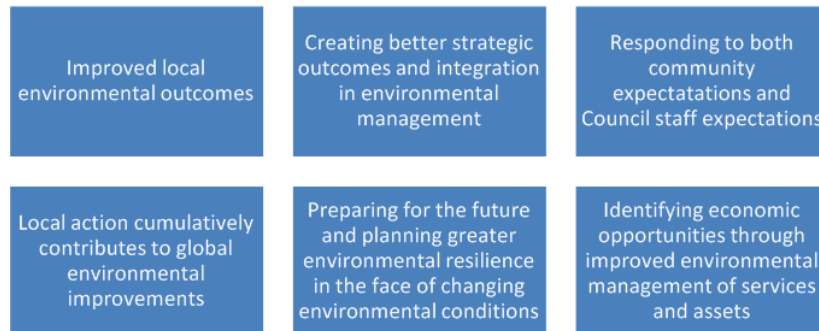 Improved local
environmental outcomes
Creating better strategic
outcomes and integration
in environmental
management
Responding to both
community
expectatations and
Council staff expectations
Local action cumulatively
contributes to global
environmental
improvements
Preparing for the future
and planning greater
environmental resilience
in the face of changing
environmental conditions
Identifying economic
opportunities through
improved environmental
management of services
and assets